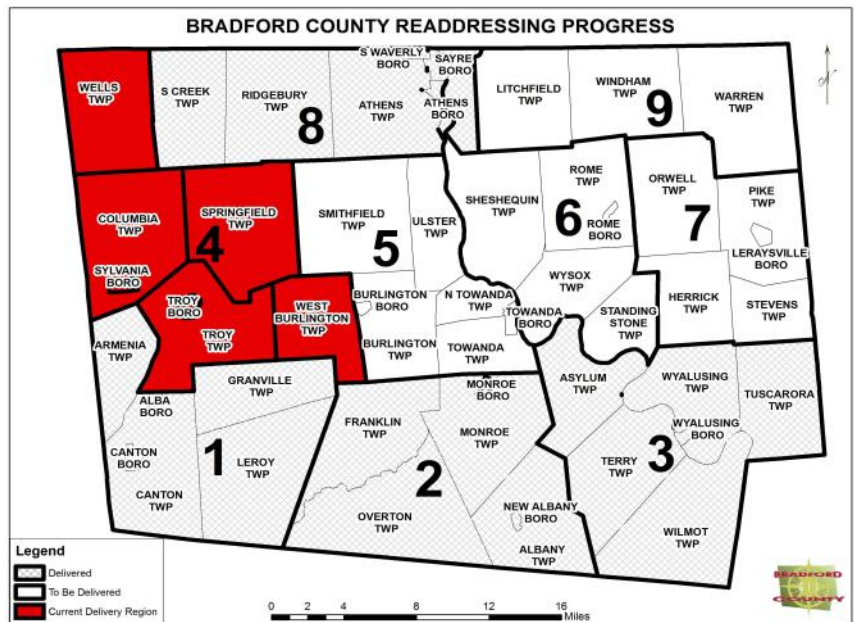 BRADFORD COUNTY READDRESSING PROGRESS
S WAVERLY
BORO
SAYRE
BORO
WELLS
TWP
S CREEK
TWP
RIDGEBURY
TWP
8
ATHENS
TWP
ATHENS
BORO
LITCHFIELD
TWP
WINDHAM
TWP
9
WARREN
TWP
COLUMBIA
TWP
SYLVANIA
BORO
SPRINGFIELD
TWP
4
SMITHFIELD
TWP
5
ULSTER
TWP
SHESHEQUIN
TWP
ROME
TWP
6
ROME
BORO
ORWELL
TWP
7
PIKE
TWP
LERAYSVILLE
BORO
TROY
BORO
TROY
TWP
WEST
BURLINGTON
TWP
BURLINGTON
BORO
BURLINGTON
TWP
N TOWANDA
TWP
TOWANDA
BORO
TOWANDA
TWP
WYSOX
TWP
STANDING
STONE
TWP
HERRICK
TWP
STEVENS
TWP
ARMENIA
TWP
ALBA
BORO
GRANVILLE
TWP
CANTON
BORO
CANTON
TWP
1
LEROY
TWP
FRANKLIN
TWP
MONROE
BORO
MONROE
TWP
2
OVERTON
TWP
NEW ALBANY
BORO
ALBANY
TWP
ASYLUM
TWP
WYALUSING
TWP
WYALUSING
BORO
TUSCARORA
TWP
TERRY
TWP
3
WILMOT
TWP
Legend
Delivered
To Be Delivered
Current Delivery Region
0 2 4 8 12 16
Miles
BRADFORD
COUNTY